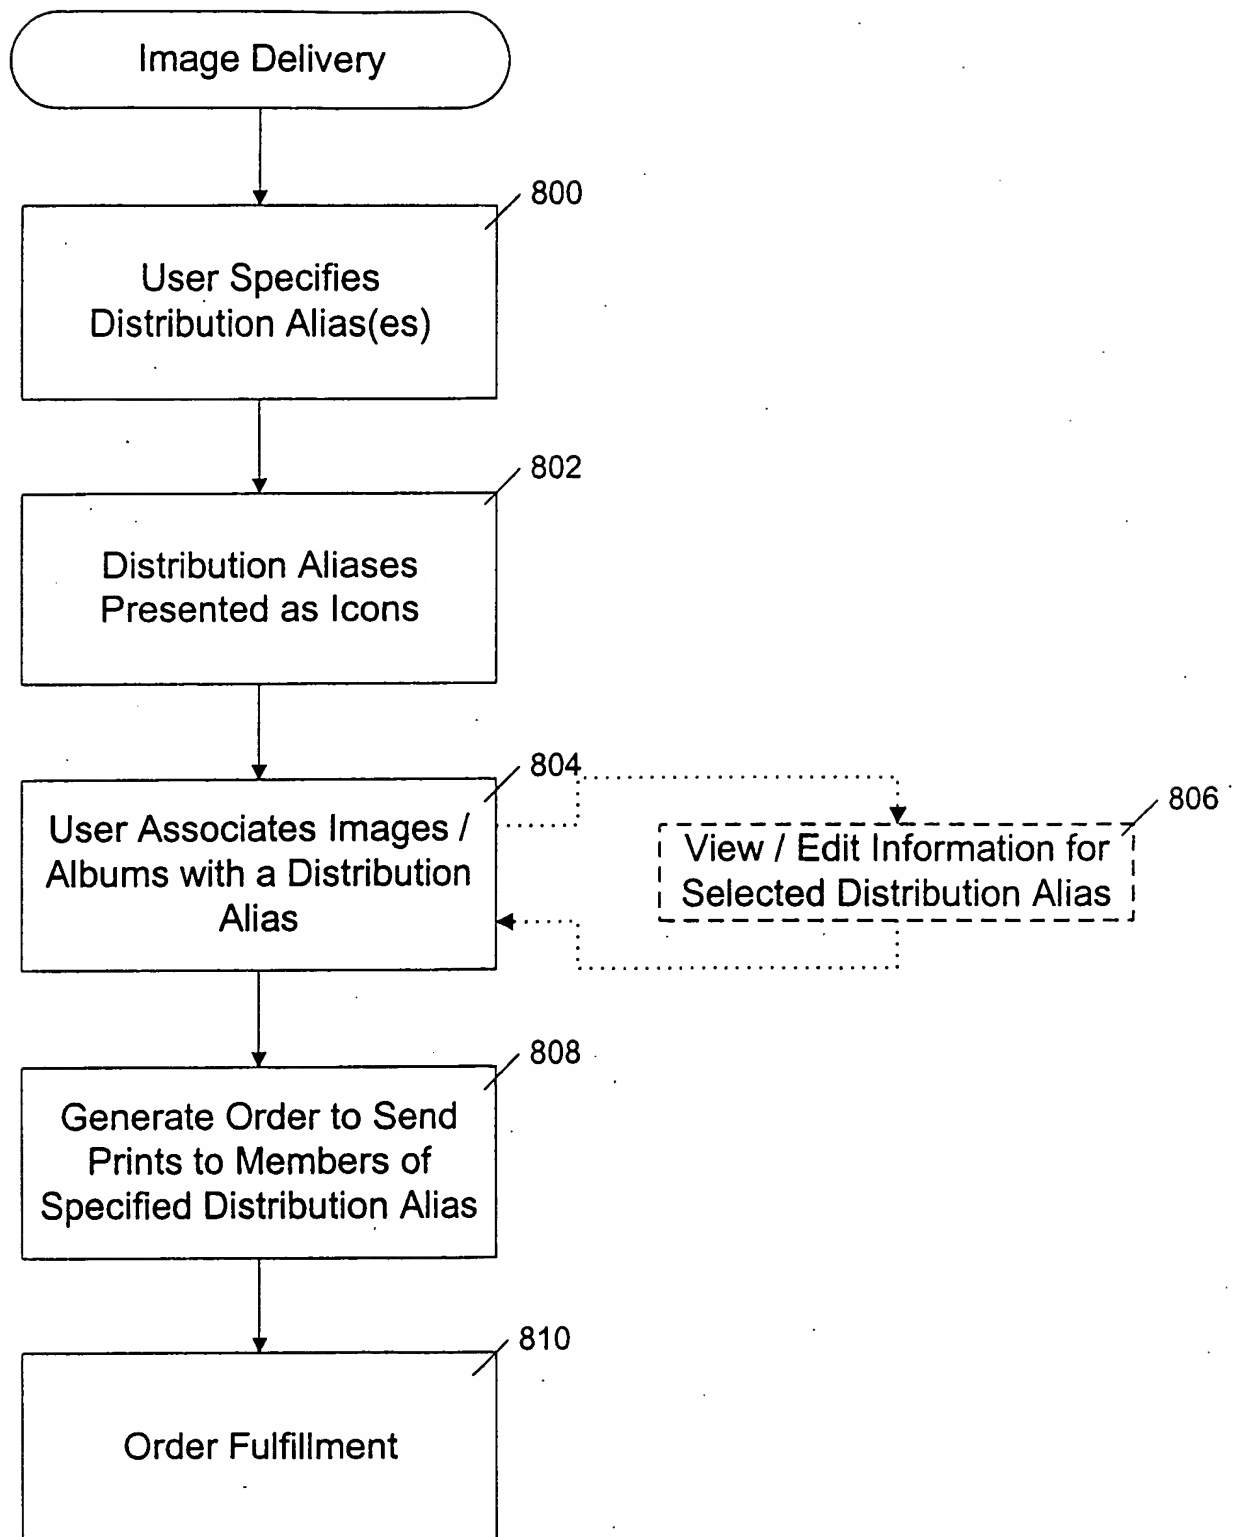 Image Delivery
800
User Specifies
Distribution Alias(es)
802
Distribution Aliases
Presented as Icons
804
User Associates Images /
Albums with a Distribution
Alias
806
View / Edit Information for
Selected Distribution Alias
808
Generate Order to Send
Prints to Members of
Specified Distribution Alias
810
Order Fulfillment